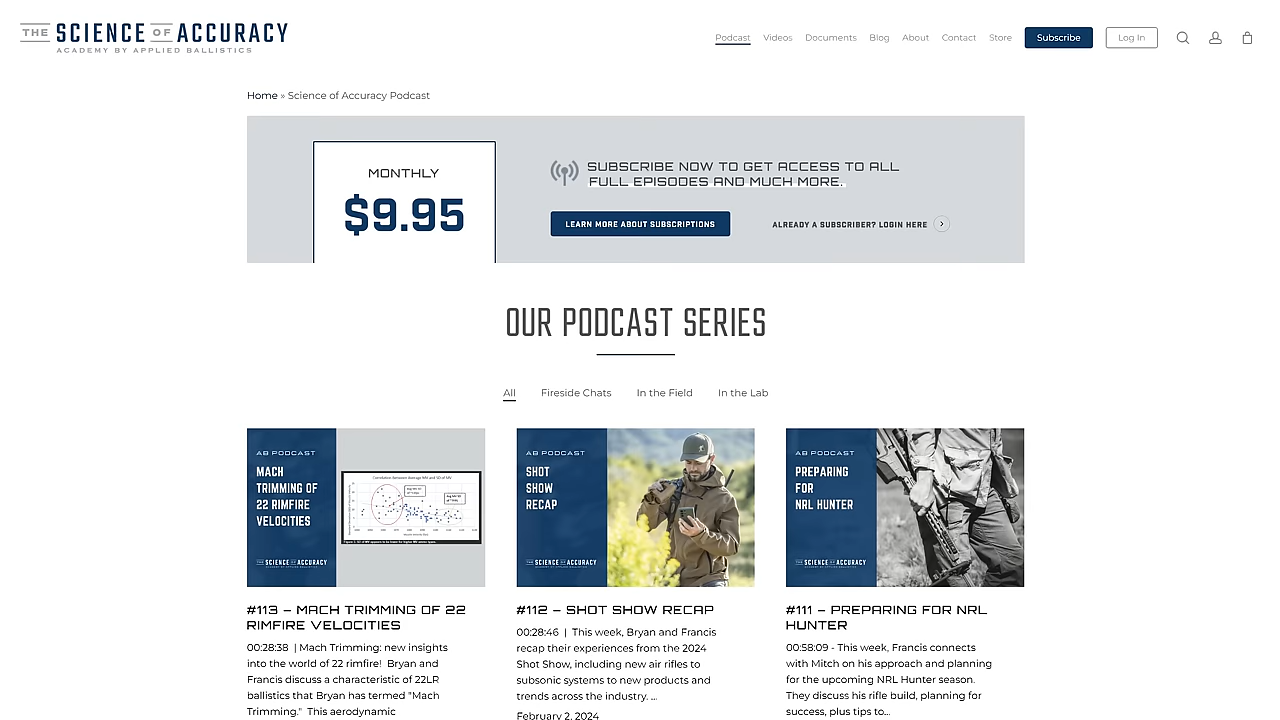 THE SCIENCE OF ACCURACY
ACADEMY BY APPLIED BALLISTICS
Podcast Videos Documents Blog About Contact Store Subscribe Log In
Home » Science of Accuracy Podcast
MONTHLY
$9.95
SUBSCRIBE NOW TO GET ACCESS TO ALL
FULL EPISODES AND MUCH MORE.
LEARN MORE ABOUT SUBSCRIPTIONS
ALREADY A SUBSCRIBER? LOGIN HERE
OUR PODCAST SERIES
All Fireside Chats In the Field In the Lab
AB PODCAST
MACH
TRIMMING OF
22 RIMFIRE
VELOCITIES
Correlation between Average MV and SD of MV
THE SCIENCE OF ACCURACY
AB PODCAST
SHOT
SHOW
RECAP
THE SCIENCE OF ACCURACY
AB PODCAST
PREPARING
FOR
NRL HUNTER
THE SCIENCE OF ACCURACY
#113 – MACH TRIMMING OF 22
RIMFIRE VELOCITIES
00:28:38 | Mach Trimming: new insights
into the world of 22 rimfire! Bryan and
Francis discuss a characteristic of 22LR
ballistics that Bryan has termed "Mach
Trimming." This aerodynamic
#112 – SHOT SHOW RECAP
00:28:46 | This week, Bryan and Francis
recap their experiences from the 2024
Shot Show, including new air rifles to
subsonic systems to new products and
trends across the industry. ...
February 2, 2024
#111 – PREPARING FOR NRL
HUNTER
00:58:09 - This week, Francis connects
with Mitch on his approach and planning
for the upcoming NRL Hunter season.
They discuss his rifle build, planning for
success, plus tips to...